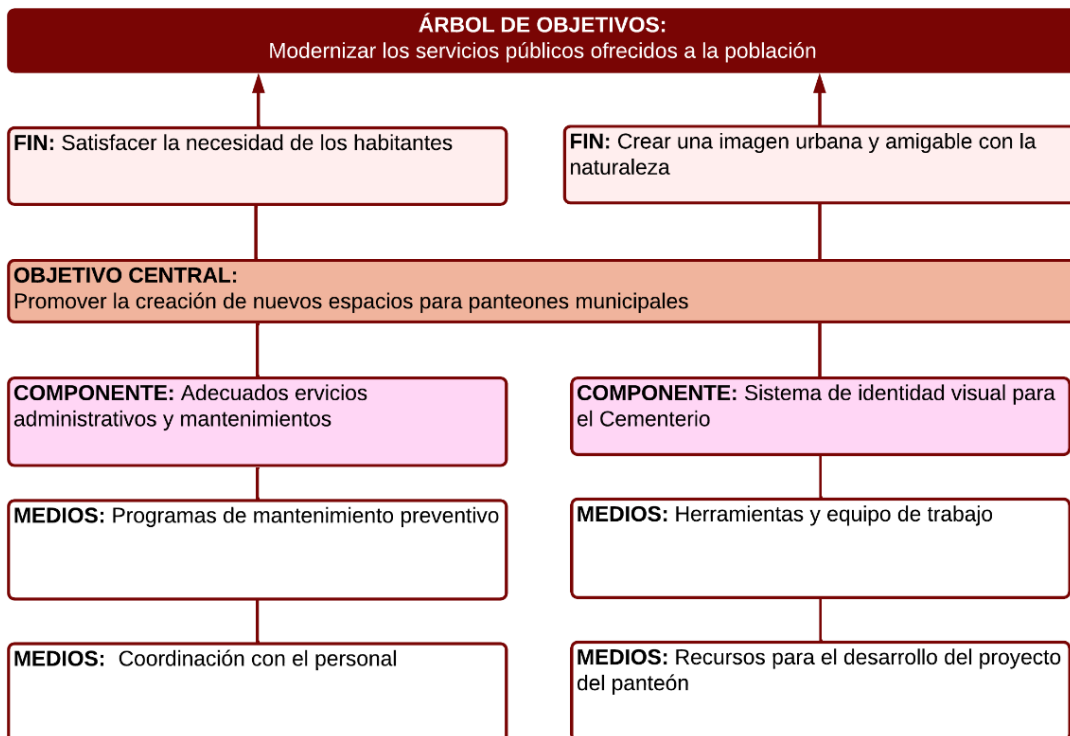 ÁRBOL DE OBJETIVOS:
Modernizar los servicios públicos ofrecidos a la población
FIN: Satisfacer la necesidad de los habitantes
FIN: Crear una imagen urbana y amigable con la
naturaleza
OBJETIVO CENTRAL:
Promover la creación de nuevos espacios para panteones municipales
COMPONENTE: Adecuados ervicios
administrativos y mantenimientos
COMPONENTE: Sistema de identidad visual para
el Cementerio
MEDIOS: Programas de mantenimiento preventivo
MEDIOS: Herramientas y equipo de trabajo
MEDIOS: Coordinación con el personal
MEDIOS: Recursos para el desarrollo del proyecto
del panteón